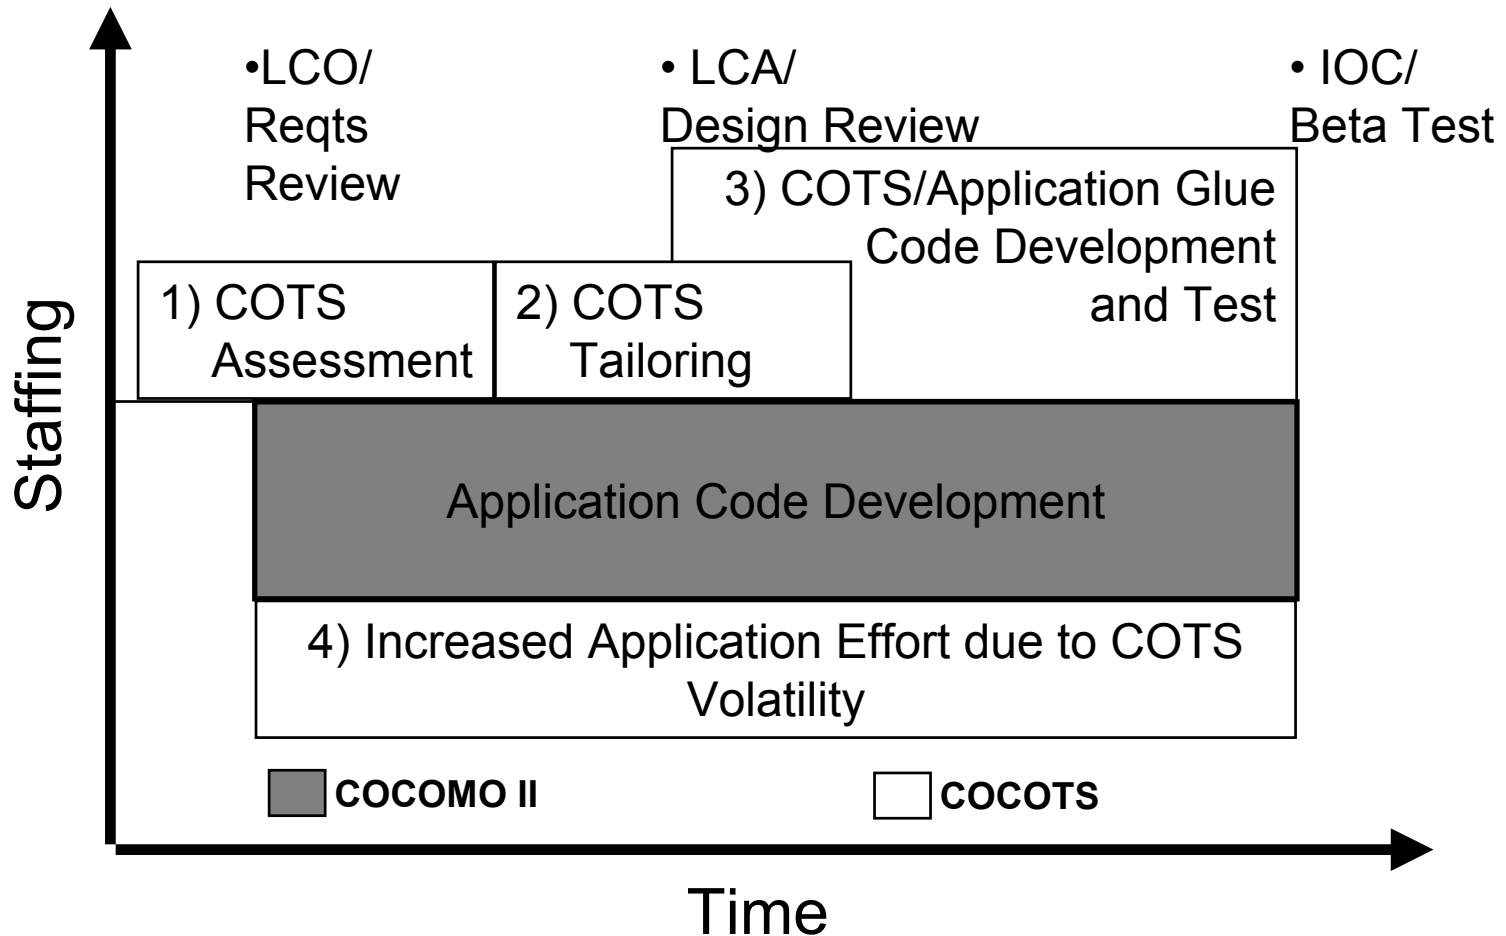 •LCO/
Reqts
Review
• LCA/
Design Review
• IOC/
Beta Test
3) COTS/Application Glue
Code Development
and Test
1) COTS
Assessment
2) COTS
Tailoring
Staffing
Application Code Development
4) Increased Application Effort due to COTS
Volatility
COCOMO II
COCOTS
Time